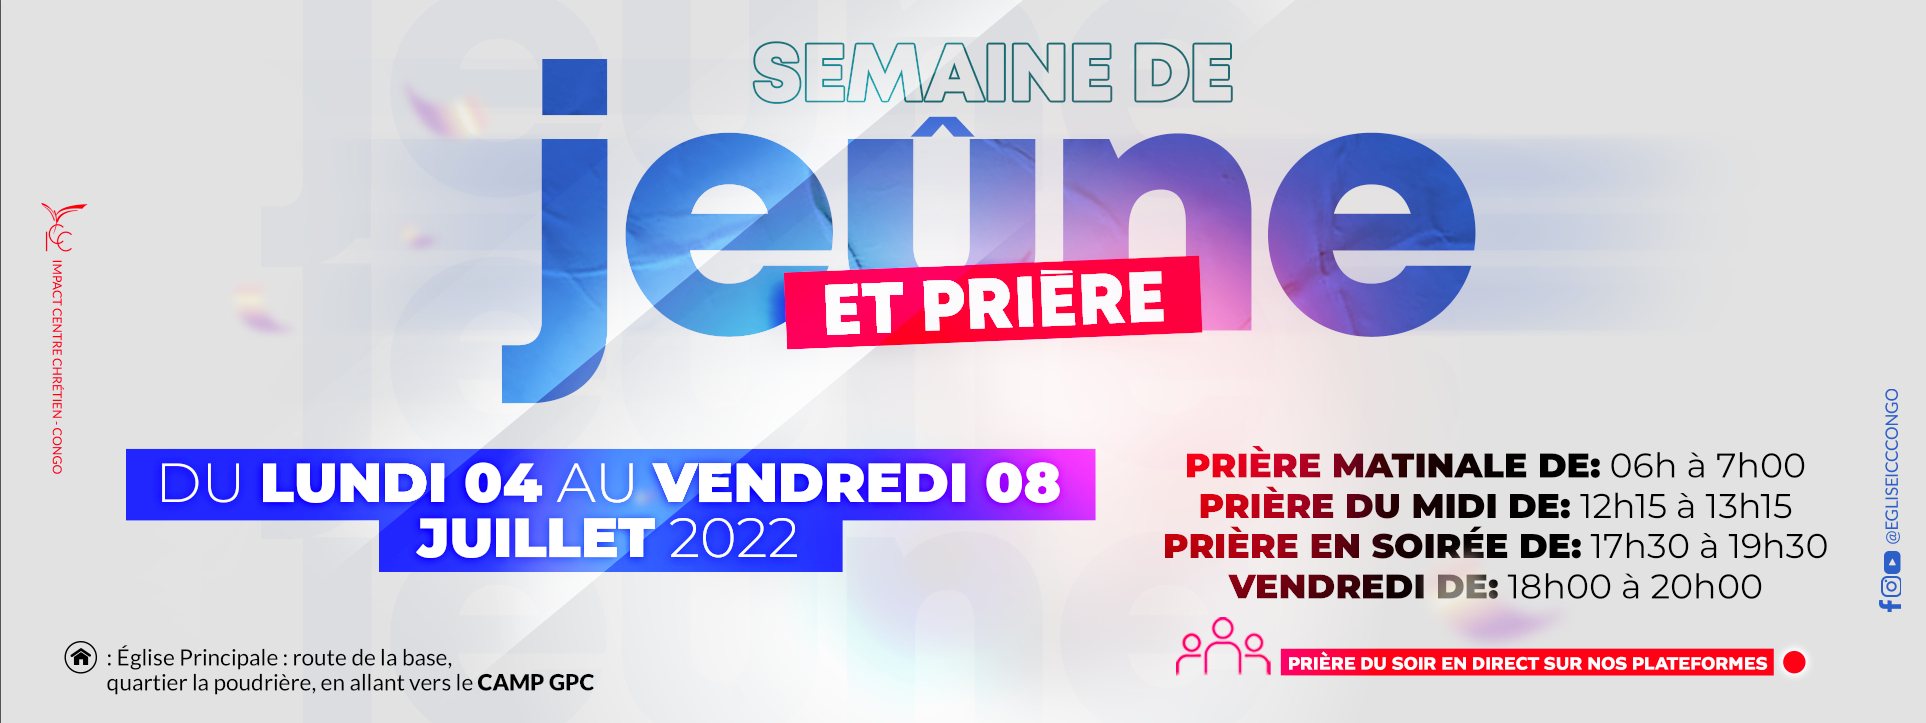 SEMAINE DE
jeûne
ET PRIÈRE
ICC
IMPACT CENTRE CHRÉTIEN - CONGO
DU LUNDI 04 AU VENDREDI 08
JUILLET 2022
PRIÈRE MATINALE DE: 06h à 7h00
PRIÈRE DU MIDI DE: 12h15 à 13h15
PRIÈRE EN SOIRÉE DE: 17h30 à 19h30
VENDREDI DE: 18h00 à 20h00
PRIÈRE DU SOIR EN DIRECT SUR NOS PLATEFORMES
: Église Principale : route de la base,
quartier la poudrière, en allant vers le CAMP GPC
@EGLISEICCCONGO